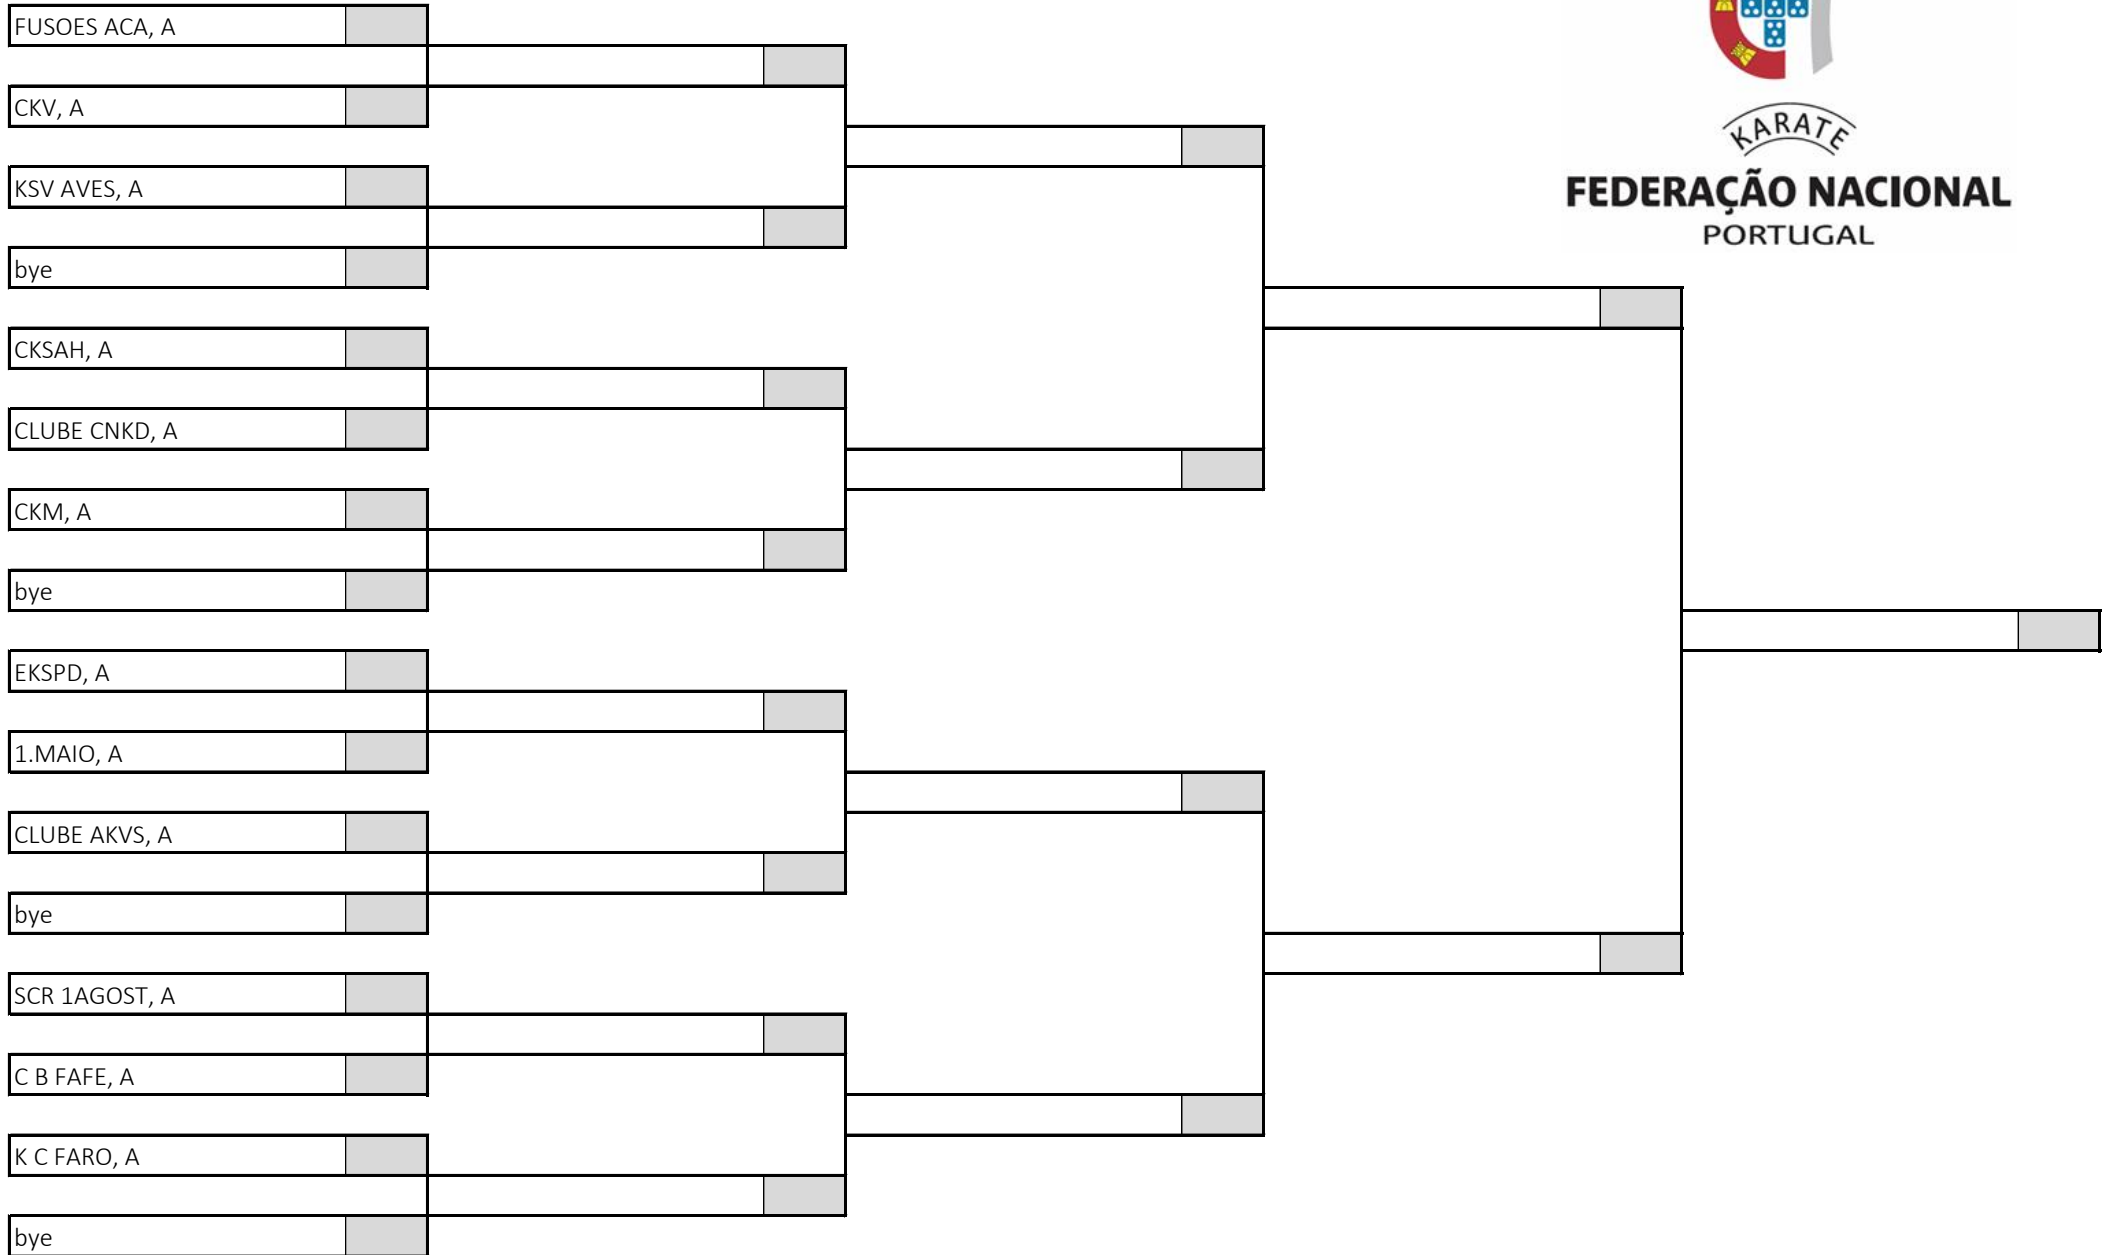 FUSOES ACA, A
CKV, A
KSV AVES, A
bye
CKSAH, A
CLUBE CNKD, A
CKM, A
bye
EKSPD, A
1.MAIO, A
CLUBE AKVS, A
bye
SCR 1AGOST, A
C B FAFE, A
K C FARO, A
bye
KARATE
FEDERAÇÃO NACIONAL
PORTUGAL